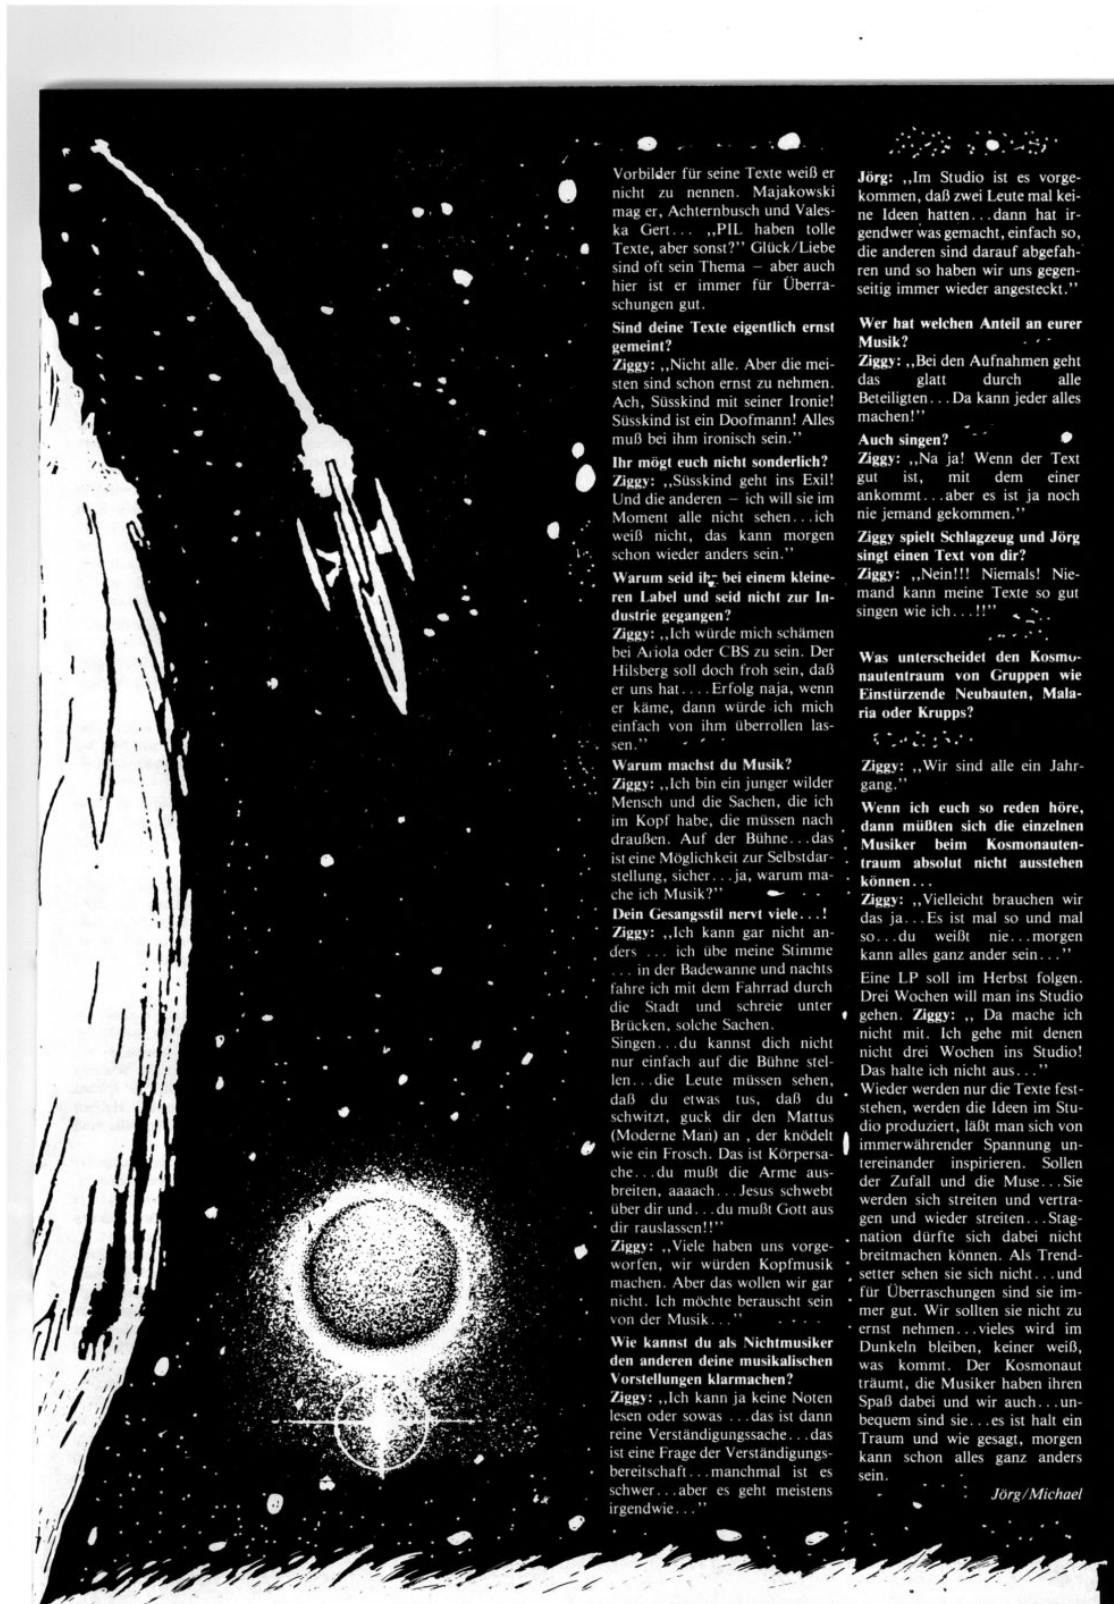 Vorbilder für seine Texte weiß er
nicht zu nennen. Majakowski
mag er, Achternbusch und Vales-
ka Gert... ,,PIL haben tolle
Texte, aber sonst?'' Glück/Liebe
sind oft sein Thema – aber auch
hier ist er immer für Überra-
schungen gut.
Sind deine Texte eigentlich ernst
gemeint?
Ziggy: ,,Nicht alle. Aber die mei-
sten sind schon ernst zu nehmen.
Ach, Süsskind mit seiner Ironie!
Süsskind ist ein Doofmann! Alles
muß bei ihm ironisch sein.''
Ihr mögt euch nicht sonderlich?
Ziggy: ,,Süsskind geht ins Exil!
Und die anderen – ich will sie im
Moment alle nicht sehen...ich
weiß nicht, das kann morgen
schon wieder anders sein.''
Warum seid ihr bei einem kleine-
ren Label und seid nicht zur In-
dustrie gegangen?
Ziggy: ,,Ich würde mich schämen
bei Ariola oder CBS zu sein. Der
Hilsberg soll doch froh sein, daß
er uns hat....Erfolg naja, wenn
er käme, dann würde ich mich
einfach von ihm überrollen las-
sen.''
Warum machst du Musik?
Ziggy: ,,Ich bin ein junger wilder
Mensch und die Sachen, die ich
im Kopf habe, die müssen nach
draußen. Auf der Bühne...das
ist eine Möglichkeit zur Selbstdar-
stellung, sicher...ja, warum ma-
che ich Musik?''
Dein Gesangsstil nervt viele...!
Ziggy: ,,Ich kann gar nicht an-
ders ... ich übe meine Stimme
... in der Badewanne und nachts
fahre ich mit dem Fahrrad durch
die Stadt und schreie unter
Brücken, solche Sachen.
Singen...du kannst dich nicht
nur einfach auf die Bühne stel-
len...die Leute müssen sehen,
daß du etwas tus, daß du
schwitzt, guck dir den Mattus
(Moderne Man) an , der knödelt
wie ein Frosch. Das ist Körpersa-
che...du mußt die Arme aus-
breiten, aaaach...Jesus schwebt
über dir und...du mußt Gott aus
dir rauslassen!!''
Ziggy: ,,Viele haben uns vorge-
worfen, wir würden Kopfmusik
machen. Aber das wollen wir gar
nicht. Ich möchte berauscht sein
von der Musik...''
Wie kannst du als Nichtmusiker
den anderen deine musikalischen
Vorstellungen klarmachen?
Ziggy: ,,Ich kann ja keine Noten
lesen oder sowas ...das ist dann
reine Verständigungssache...das
ist eine Frage der Verständigungs-
bereitschaft...manchmal ist es
schwer...aber es geht meistens
irgendwie...''
Jörg: ,,Im Studio ist es vorge-
kommen, daß zwei Leute mal kei-
ne Ideen hatten...dann hat ir-
gendwer was gemacht, einfach so,
die anderen sind darauf abgefah-
ren und so haben wir uns gegen-
seitig immer wieder angesteckt.''
Wer hat welchen Anteil an eurer
Musik?
Ziggy: ,,Bei den Aufnahmen geht
das glatt durch alle
Beteiligten...Da kann jeder alles
machen!''
Auch singen?
Ziggy: ,,Na ja! Wenn der Text
gut ist, mit dem einer
ankommt...aber es ist ja noch
nie jemand gekommen.''
Ziggy spielt Schlagzeug und Jörg
singt einen Text von dir?
Ziggy: ,,Nein!!! Niemals! Nie-
mand kann meine Texte so gut
singen wie ich...!!''
Was unterscheidet den Kosmo-
nautentraum von Gruppen wie
Einstürzende Neubauten, Mala-
ria oder Krupps?
Ziggy: ,,Wir sind alle ein Jahr-
gang.''
Wenn ich euch so reden höre,
dann müßten sich die einzelnen
Musiker beim Kosmonauten-
traum absolut nicht ausstehen
können...
Ziggy: ,,Vielleicht brauchen wir
das ja...Es ist mal so und mal
so...du weißt nie...morgen
kann alles ganz ander sein...''
Eine LP soll im Herbst folgen.
Drei Wochen will man ins Studio
gehen. Ziggy: ,, Da mache ich
nicht mit. Ich gehe mit denen
nicht drei Wochen ins Studio!
Das halte ich nicht aus...''
Wieder werden nur die Texte fest-
stehen, werden die Ideen im Stu-
dio produziert, läßt man sich von
immerwährender Spannung un-
tereinander inspirieren. Sollen
der Zufall und die Muse...Sie
werden sich streiten und vertra-
gen und wieder streiten...Stag-
nation dürfte sich dabei nicht
breitmachen können. Als Trend-
setter sehen sie sich nicht...und
für Überraschungen sind sie im-
mer gut. Wir sollten sie nicht zu
ernst nehmen...vieles wird im
Dunkeln bleiben, keiner weiß,
was kommt. Der Kosmonaut
träumt, die Musiker haben ihren
Spaß dabei und wir auch...un-
bequem sind sie...es ist halt ein
Traum und wie gesagt, morgen
kann schon alles ganz anders
sein.
Jörg/Michael